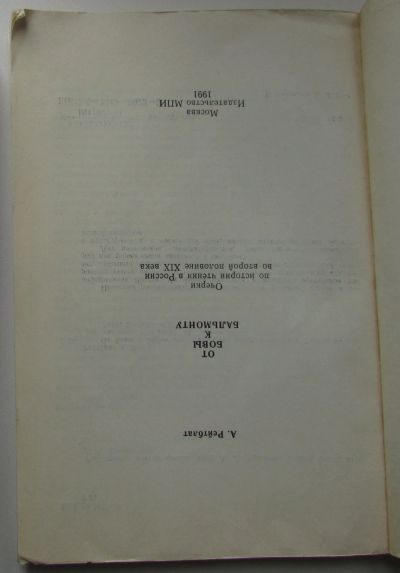 А. Рейтблат
ОТ
БОВЫ
К
БАЛЬМОНТУ
Очерки
по истории чтения в России
во второй половине XIX века
Москва
Издательство МПИ
1991